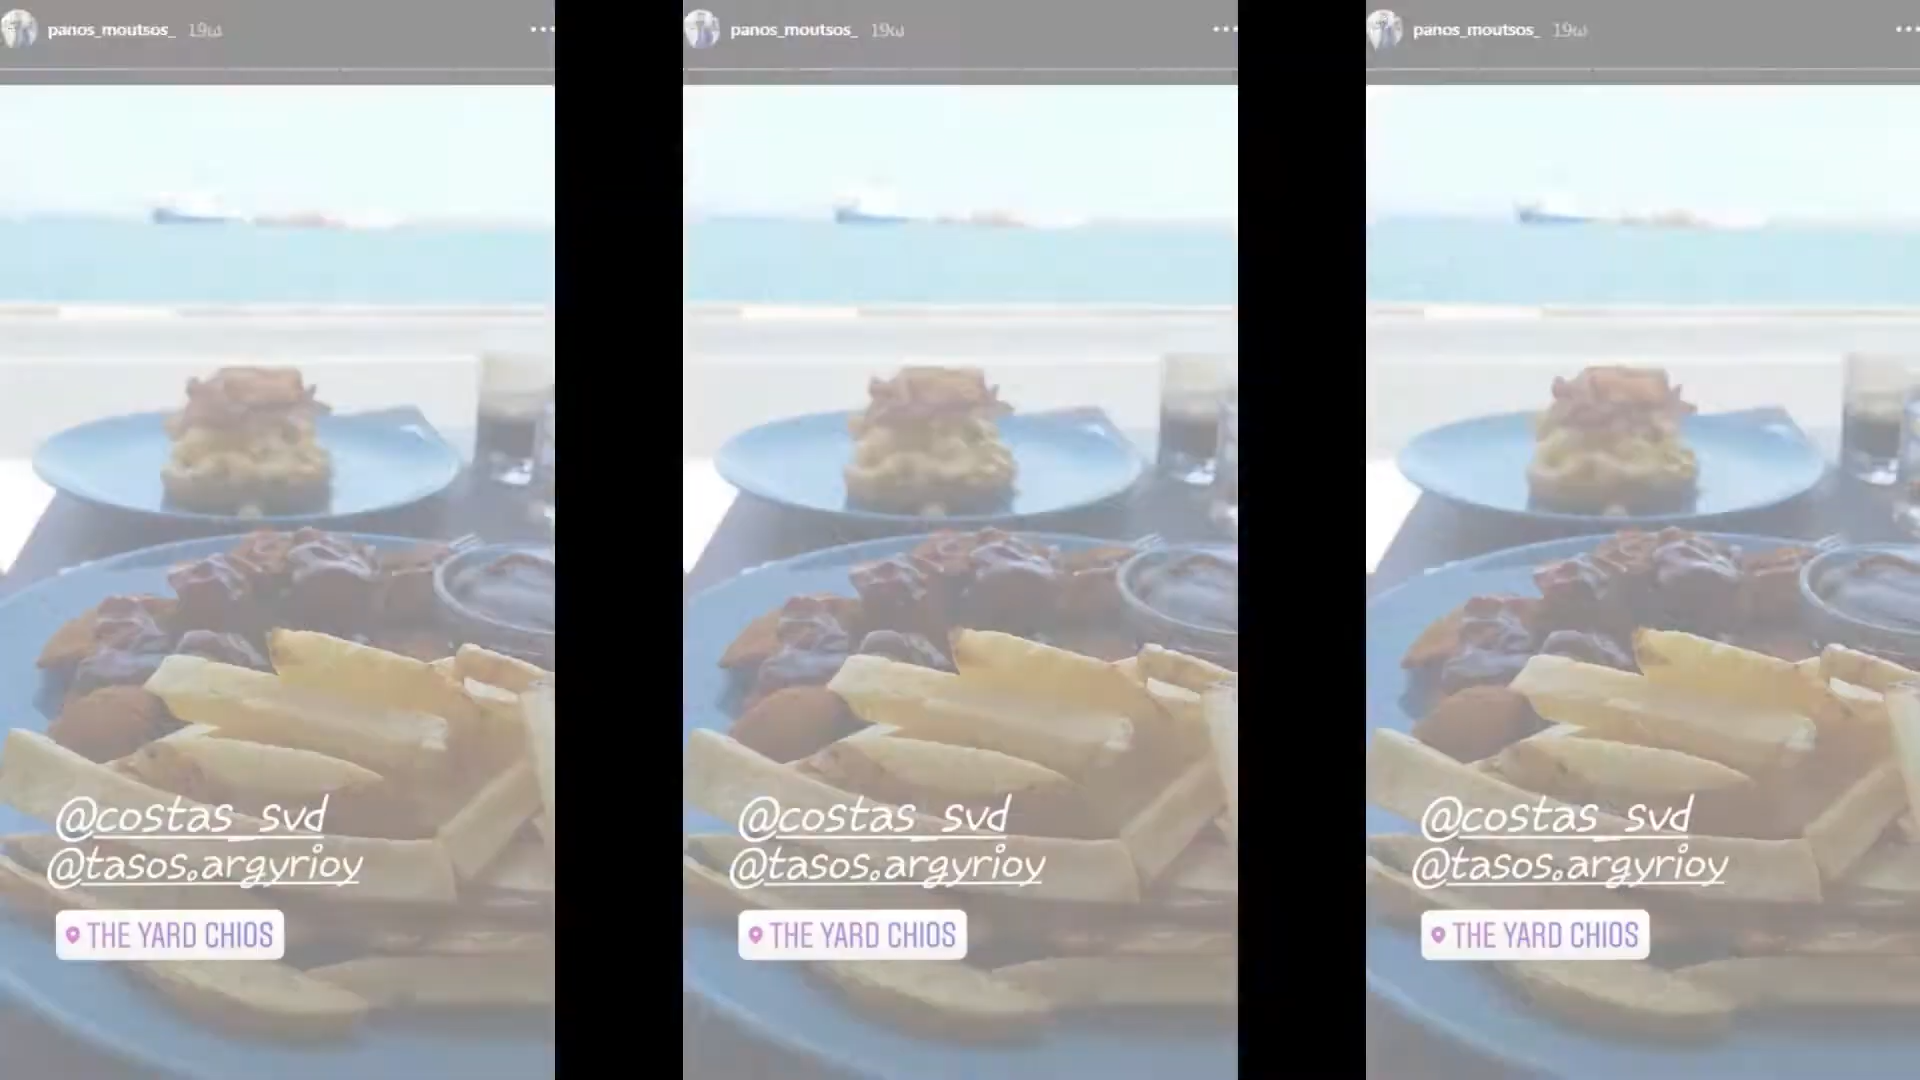 panos_moutsos_ 19ω
@costas_svd
@tasos.argyrioy
THE YARD CHIOS
panos_moutsos_ 19ω
@costas_svd
@tasos.argyrioy
THE YARD CHIOS
panos_moutsos_ 19ω
@costas_svd
@tasos.argyrioy
THE YARD CHIOS